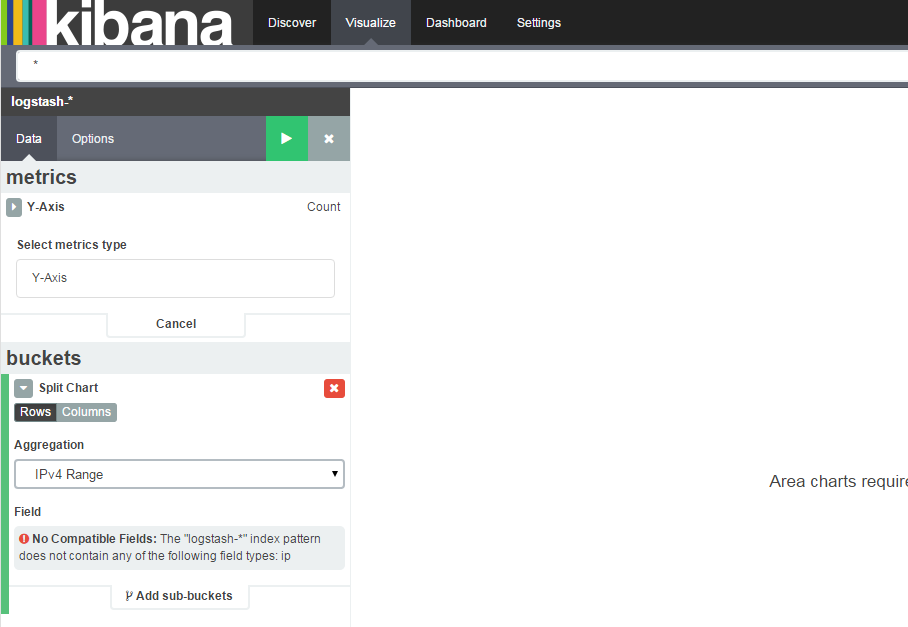 kibana
Discover
Visualize
Dashboard
Settings
*
logstash-*
Data
Options
metrics
Y-Axis
Count
Select metrics type
Y-Axis
Cancel
buckets
Split Chart
Rows Columns
Aggregation
IPv4 Range
Field
No Compatible Fields: The "logstash-*" index pattern
does not contain any of the following field types: ip
Add sub-buckets
Area charts require